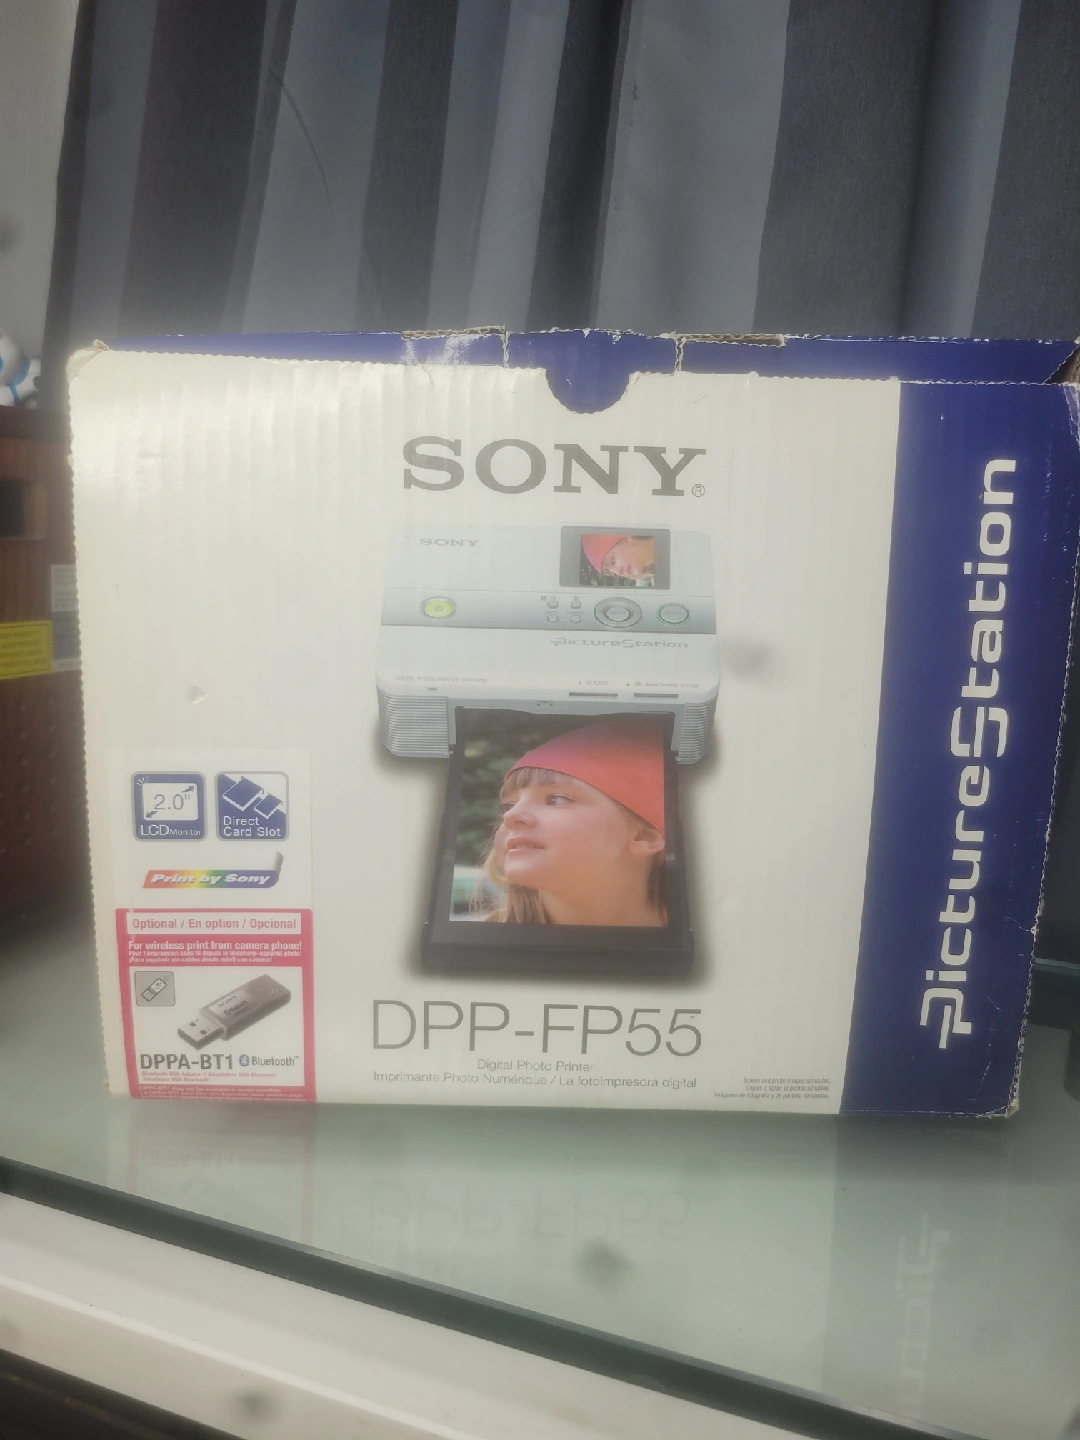 SONY®
SONY
PictureStation
2.0"
LCD Monitor
Direct
Card Slot
Print by Sony
Optional / En option / Opcional
For wireless print from camera phone!
DPPA-BT1 Bluetooth™
DPP-FP55
Digital Photo Printer
Imprimante Photo Numérique / La fotoimpresora digital
PictureStation